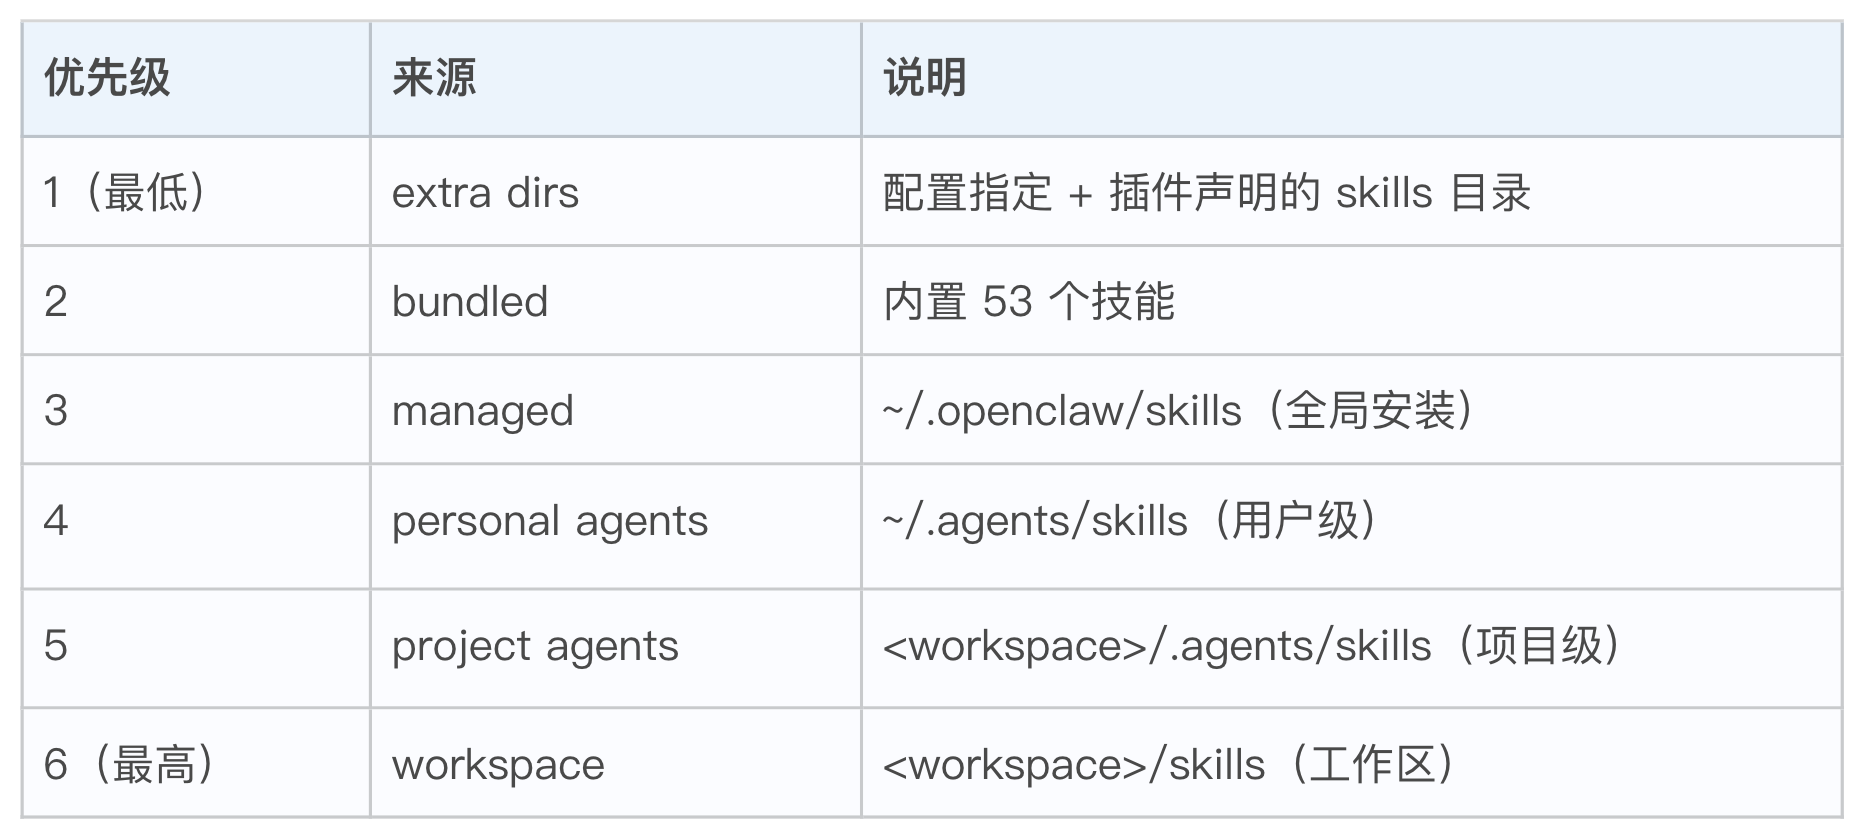 优先级 来源 说明
1（最低） extra dirs 配置指定 + 插件声明的 skills 目录
2 bundled 内置 53 个技能
3 managed ~/.openclaw/skills（全局安装）
4 personal agents ~/.agents/skills（用户级）
5 project agents <workspace>/.agents/skills（项目级）
6（最高） workspace <workspace>/skills（工作区）